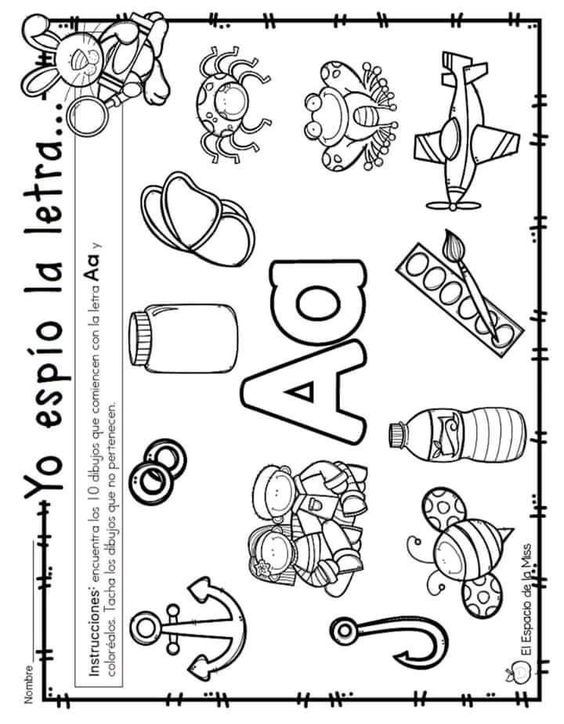 Nombre
Yo espío la letra...
Instrucciones: encuentra los 10 dibujos que comiencen con la letra Aa y
coloréalos. Tacha los dibujos que no pertenecen.
Aa
El Espacio de la Miss